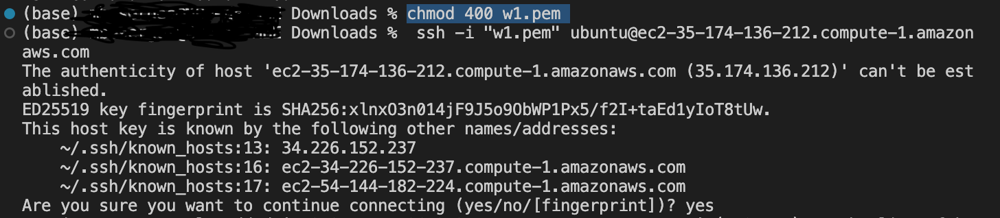 (base) Downloads % chmod 400 w1.pem
(base) Downloads % ssh -i "w1.pem" ubuntu@ec2-35-174-136-212.compute-1.amazon
aws.com
The authenticity of host 'ec2-35-174-136-212.compute-1.amazonaws.com (35.174.136.212)' can't be est
ablished.
ED25519 key fingerprint is SHA256:xlnxO3n014jF9J5o9ObWP1Px5/f2I+taEd1yIoT8tUw.
This host key is known by the following other names/addresses:
~/.ssh/known_hosts:13: 34.226.152.237
~/.ssh/known_hosts:16: ec2-34-226-152-237.compute-1.amazonaws.com
~/.ssh/known_hosts:17: ec2-54-144-182-224.compute-1.amazonaws.com
Are you sure you want to continue connecting (yes/no/[fingerprint])? yes